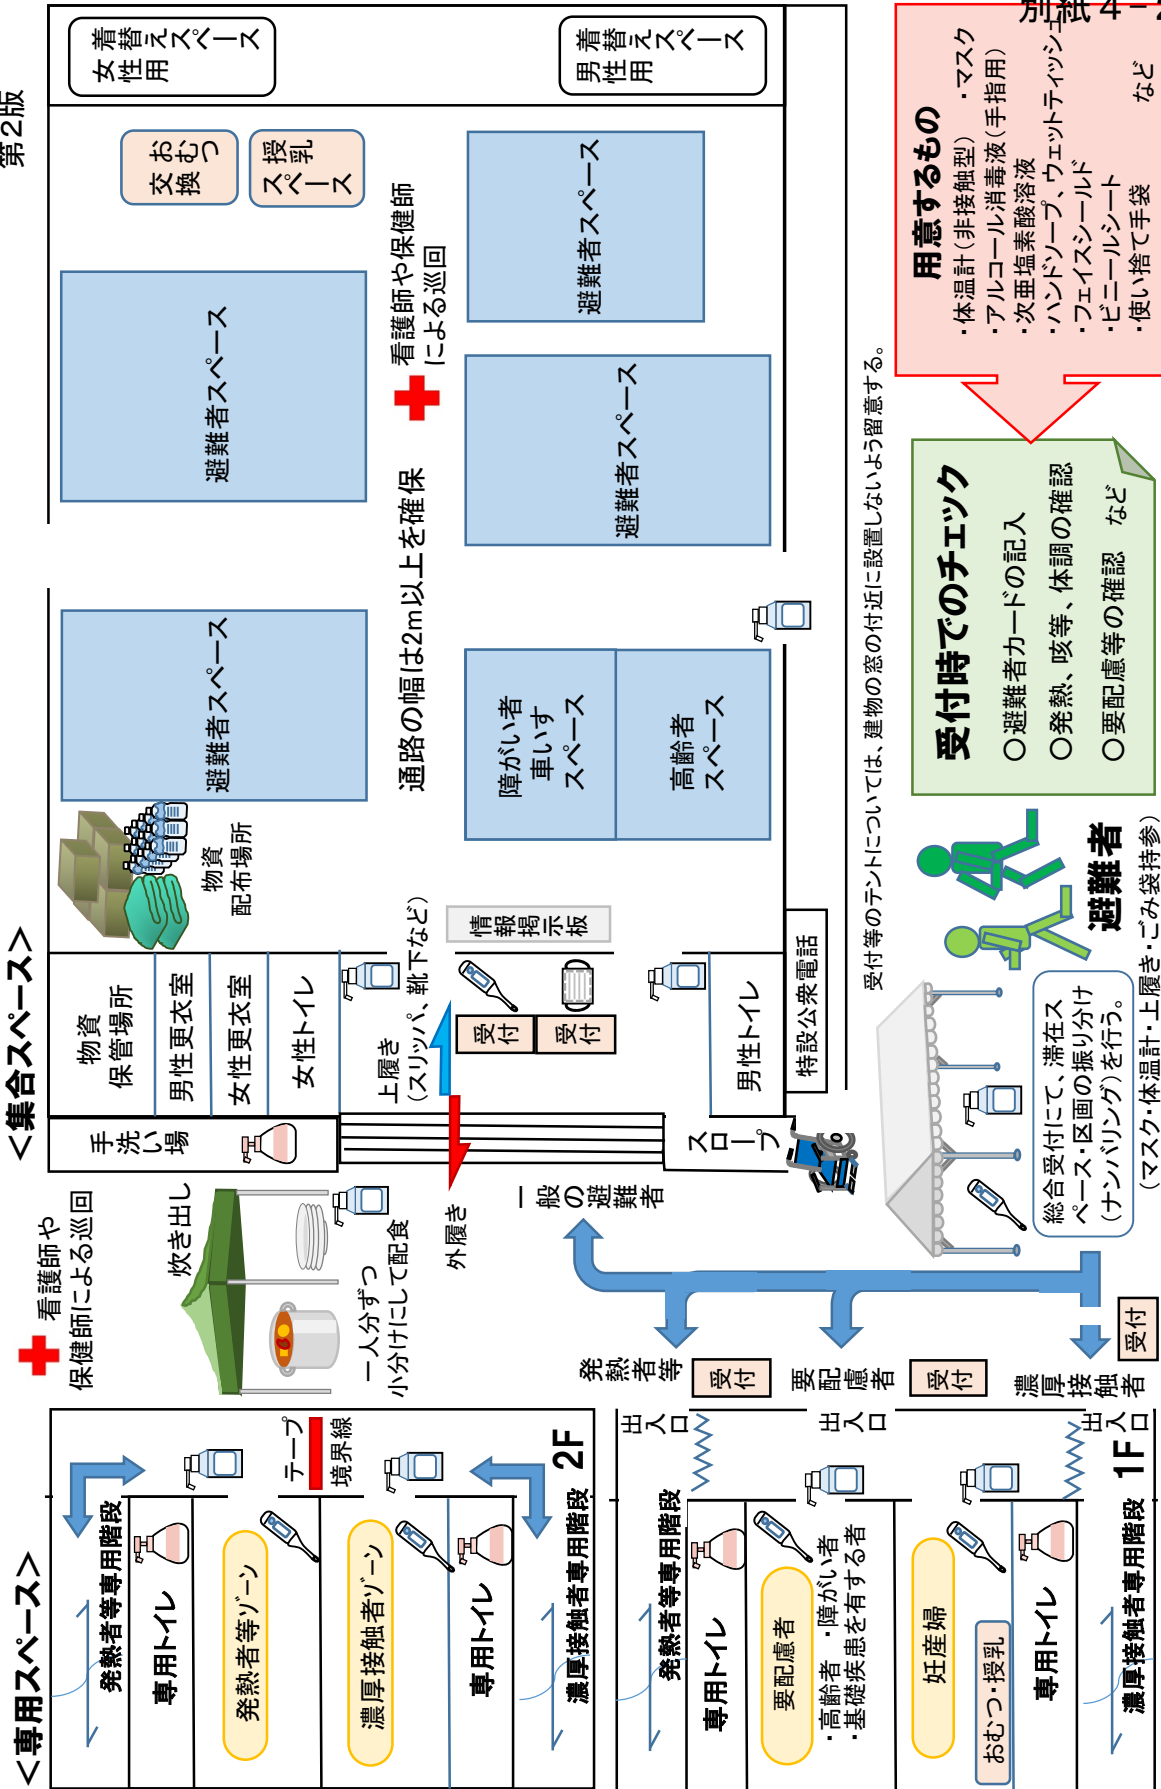 別紙４－２
第２版
＜専用スペース＞
＜集合スペース＞
看護師や
保健師による巡回
炊き出し
一人分ずつ
小分けにして配食
手洗い場
物資
保管場所
男性更衣室
女性更衣室
女性トイレ
上履き
（スリッパ、靴下など）
外履き
一般の避難者
スロープ
受付
受付
男性トイレ
特設公衆電話
情報掲示板
物資
配布場所
避難者スペース
避難者スペース
通路の幅は2m以上を確保
看護師や保健師
による巡回
障がい者
車いす
スペース
高齢者
スペース
避難者スペース
避難者スペース
おむつ
交換
授乳
スペース
女性用
着替えスペース
男性用
着替えスペース
発熱者等専用階段
専用トイレ
発熱者等ゾーン
濃厚接触者ゾーン
専用トイレ
濃厚接触者専用階段
テープ
境界線
2F
発熱者等専用階段
専用トイレ
要配慮者
・高齢者　・障がい者
・基礎疾患を有する者
妊産婦
おむつ・授乳
専用トイレ
濃厚接触者専用階段
1F
出入口
出入口
出入口
発熱者等
受付
要配慮者
受付
濃厚接触者
受付
総合受付にて、滞在ス
ペース・区画の振り分け
（ナンバリング）を行う。
避難者
（マスク・体温計・上履き・ごみ袋持参）
受付等のテントについては、建物の窓の付近に設置しないよう留意する。
受付時でのチェック
○避難者カードの記入
○発熱、咳等、体調の確認
○要配慮等の確認　など
用意するもの
・体温計（非接触型）　・マスク
・アルコール消毒液（手指用）
・次亜塩素酸溶液
・ハンドソープ、ウェットティッシュ
・フェイスシールド
・ビニールシート
・使い捨て手袋　　など